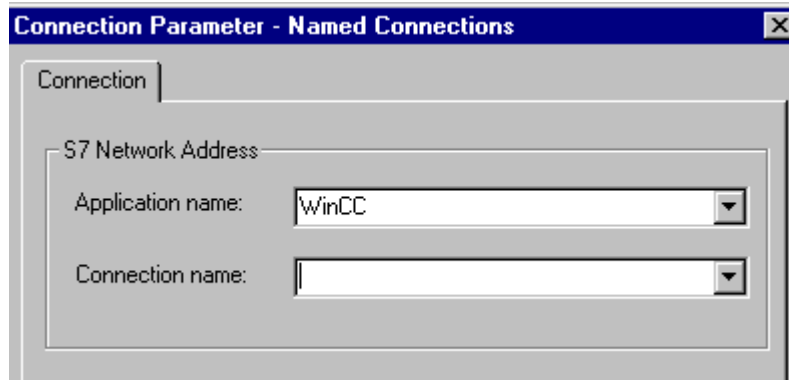 Connection Parameter - Named Connections
Connection
S7 Network Address
Application name: WinCC
Connection name: